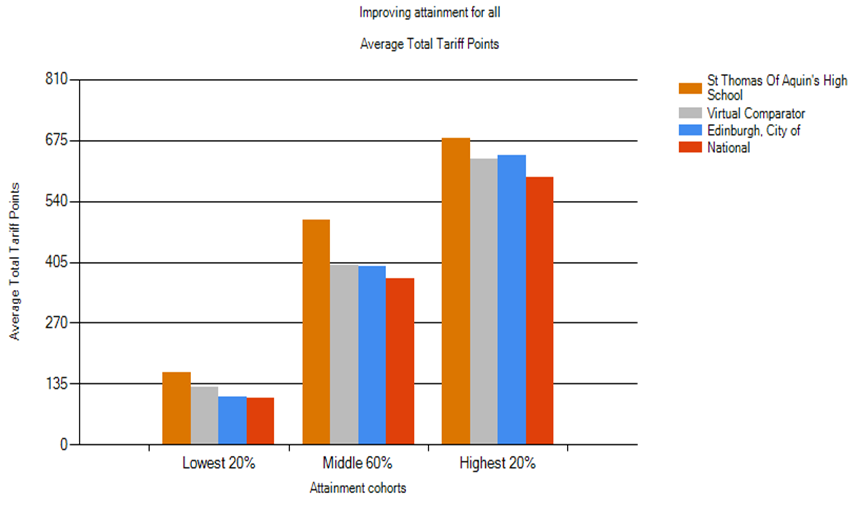 Improving attainment for all
Average Total Tariff Points
810
675
540
405
270
135
0
Average Total Tariff Points
Lowest 20%
Middle 60%
Highest 20%
Attainment cohorts
St Thomas Of Aquin's High
School
Virtual Comparator
Edinburgh, City of
National